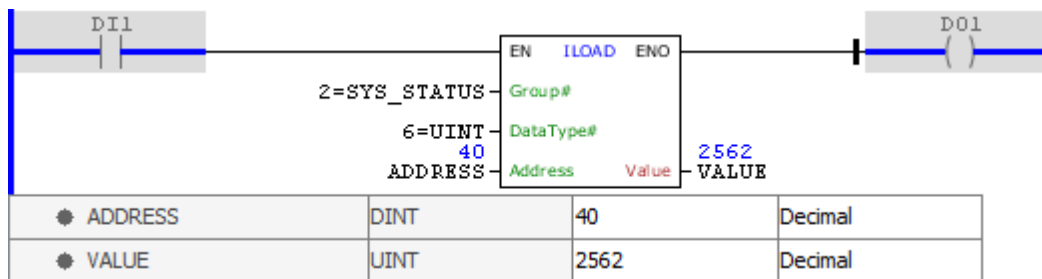 DI1 DO1
EN ILOAD ENO
2=SYS_STATUS Group#
6=UINT DataType#
40 2562
ADDRESS Address Value VALUE
ADDRESS DINT 40 Decimal
VALUE UINT 2562 Decimal